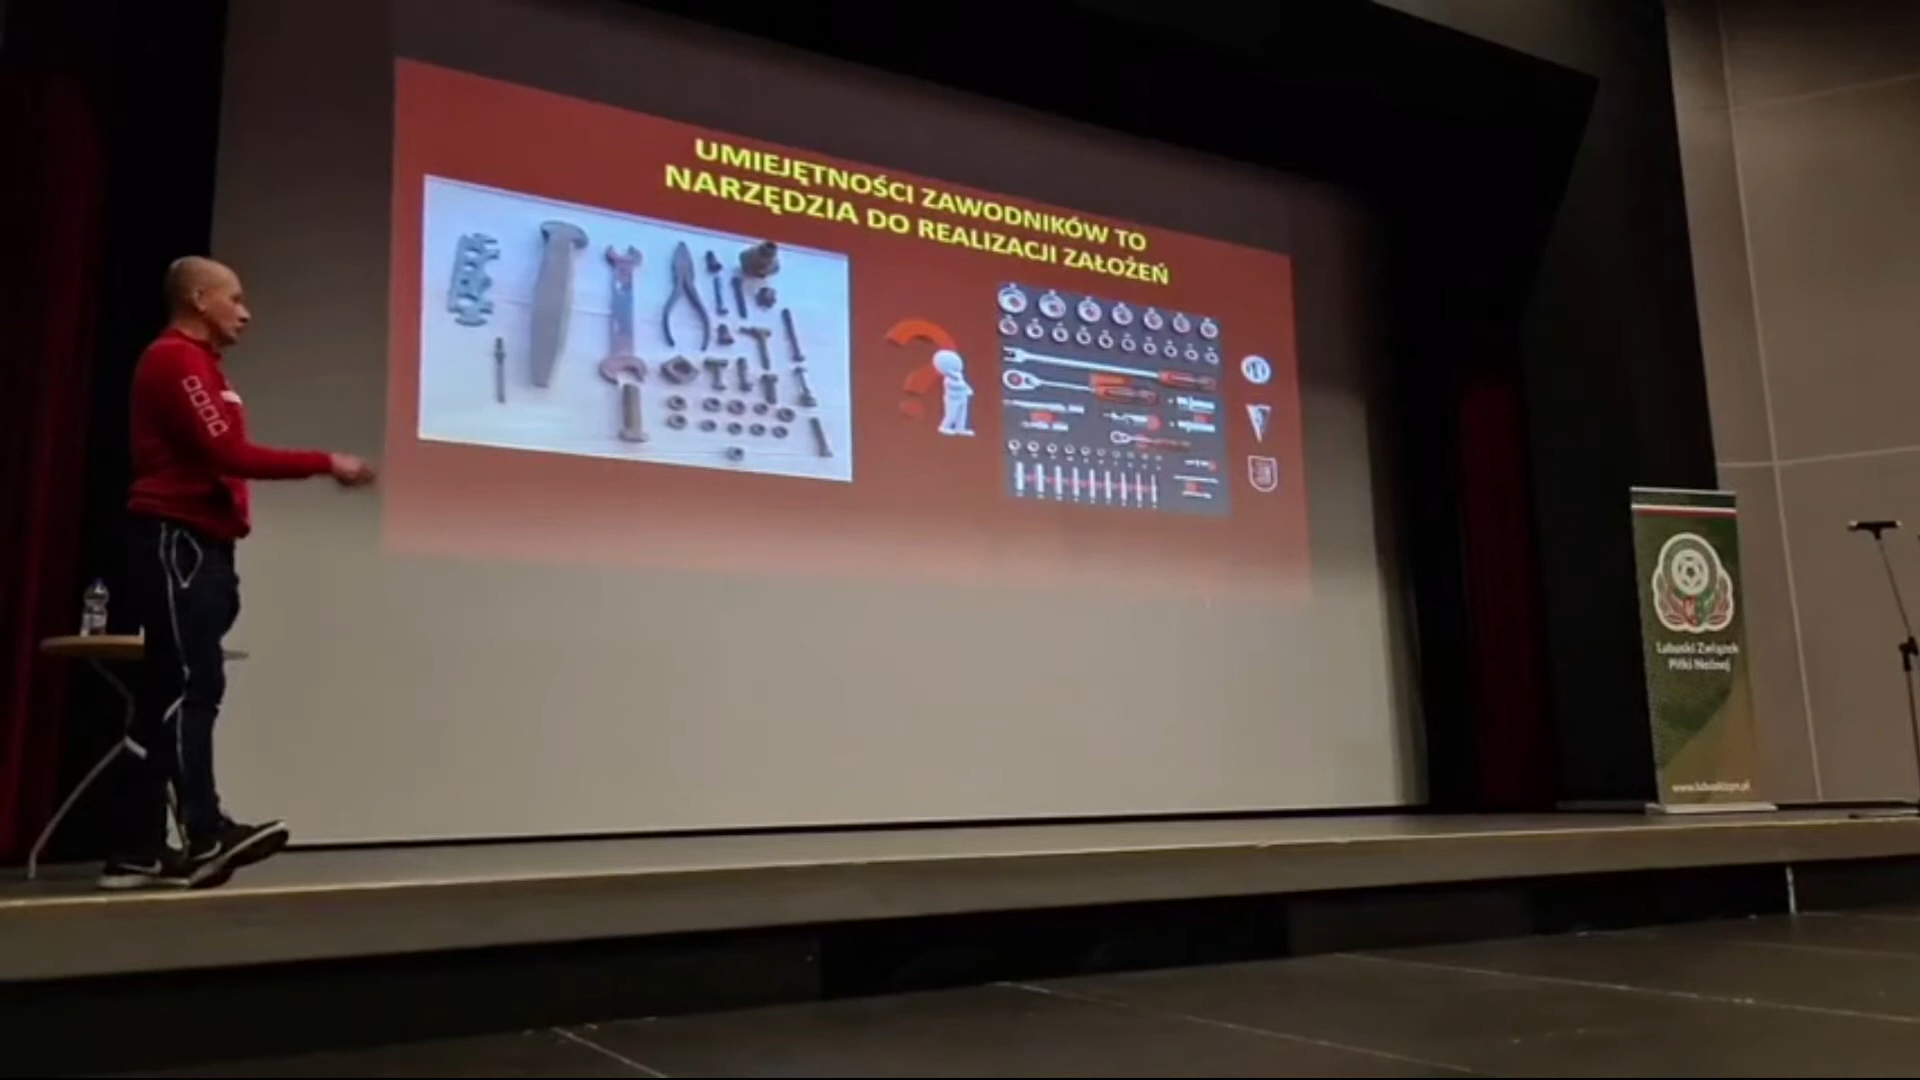 UMIEJĘTNOŚCI ZAWODNIKÓW TO
NARZĘDZIA DO REALIZACJI ZAŁOŻEŃ
Lubuski Związek
Piłki Nożnej